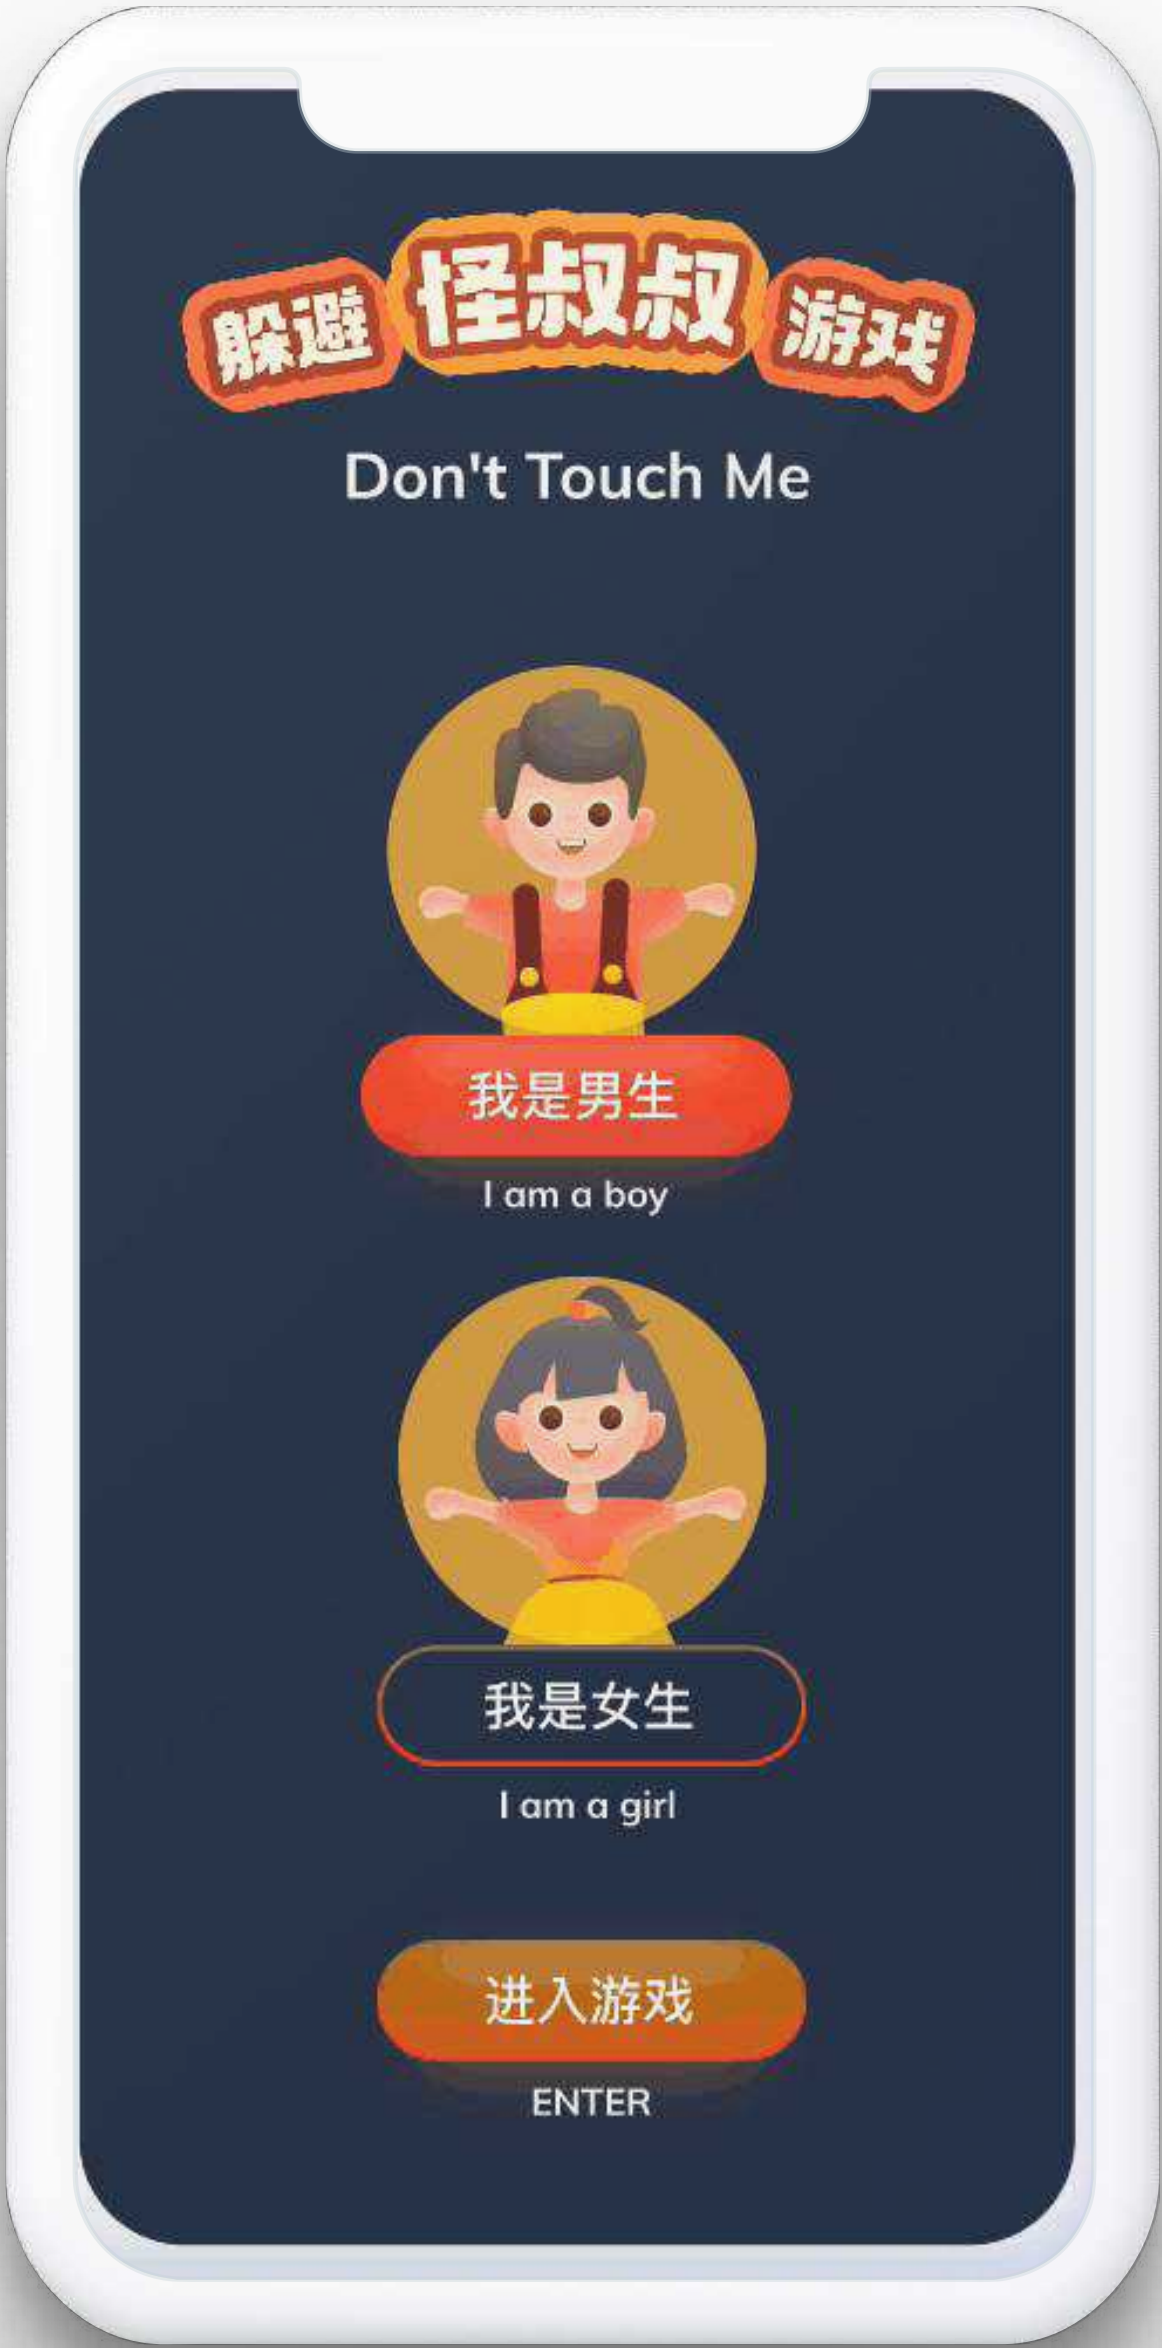 躲避怪叔叔游戏
Don't Touch Me
我是男生
I am a boy
我是女生
I am a girl
进入游戏
ENTER